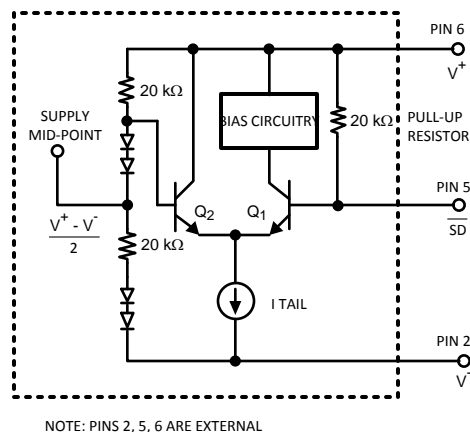 PIN 6
V+
20 kΩ
SUPPLY
MID-POINT
BIAS CIRCUITRY
20 kΩ
PULL-UP
RESISTOR
PIN 5
SD
Q2
Q1
V+ - V-
2
20 kΩ
I TAIL
PIN 2
V-
NOTE: PINS 2, 5, 6 ARE EXTERNAL